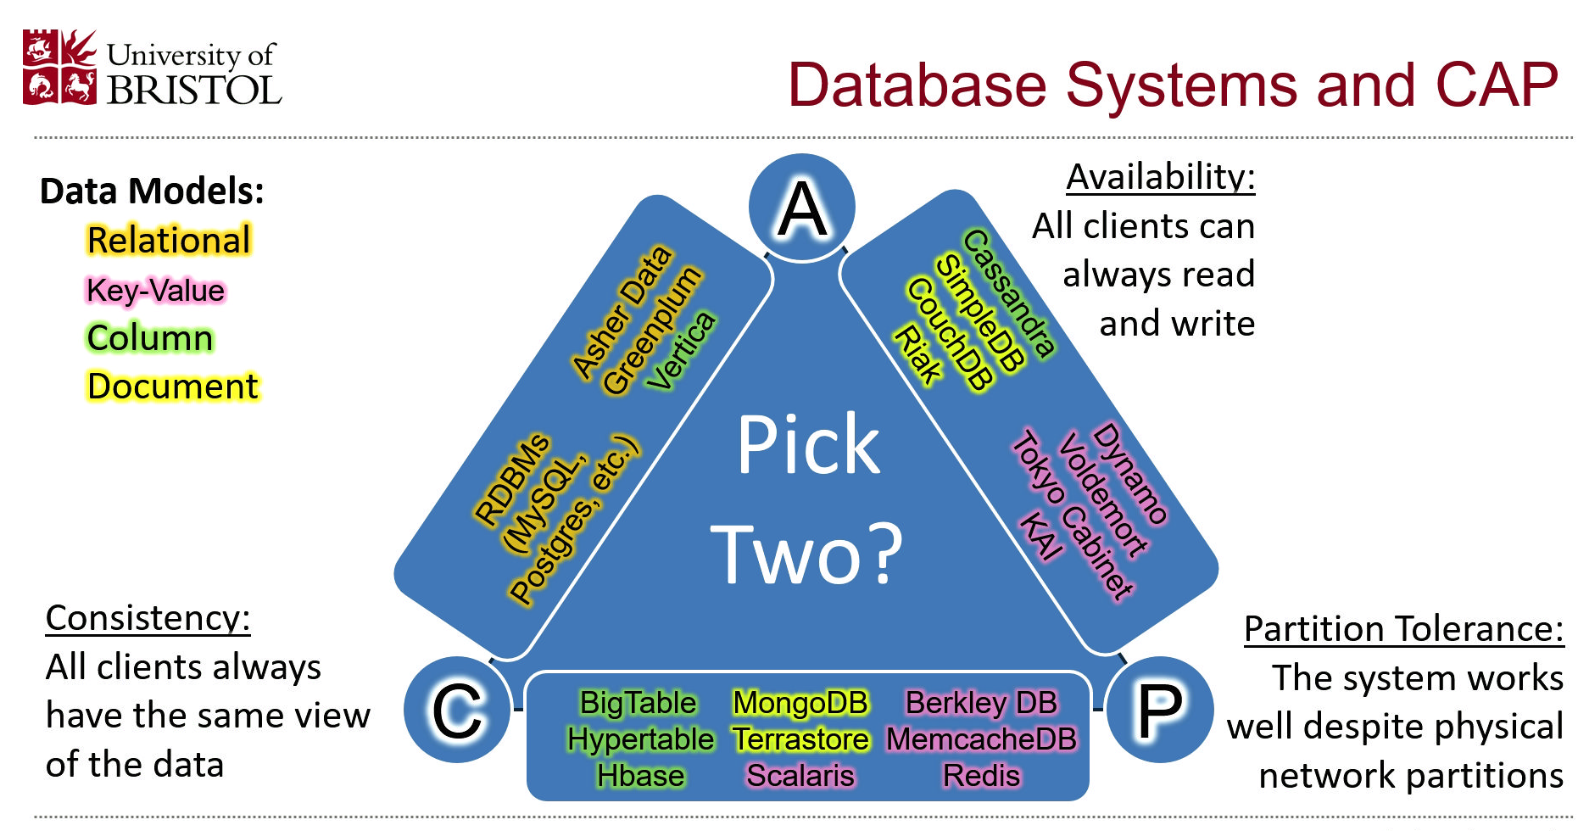 University of
BRISTOL
Database Systems and CAP
Data Models:
Relational
Key-Value
Column
Document
A
Availability:
All clients can
always read
and write
Asher Data
Greenplum
Vertica
RDBMs
(MySQL,
Postgres, etc.)
Cassandra
SimpleDB
CouchDB
Riak
Dynamo
Voldemort
Tokyo Cabinet
KAI
Pick
Two?
Consistency:
All clients always
have the same view
of the data
C
BigTable MongoDB Berkley DB
Hypertable Terrastore MemcacheDB
Hbase Scalaris Redis
P
Partition Tolerance:
The system works
well despite physical
network partitions